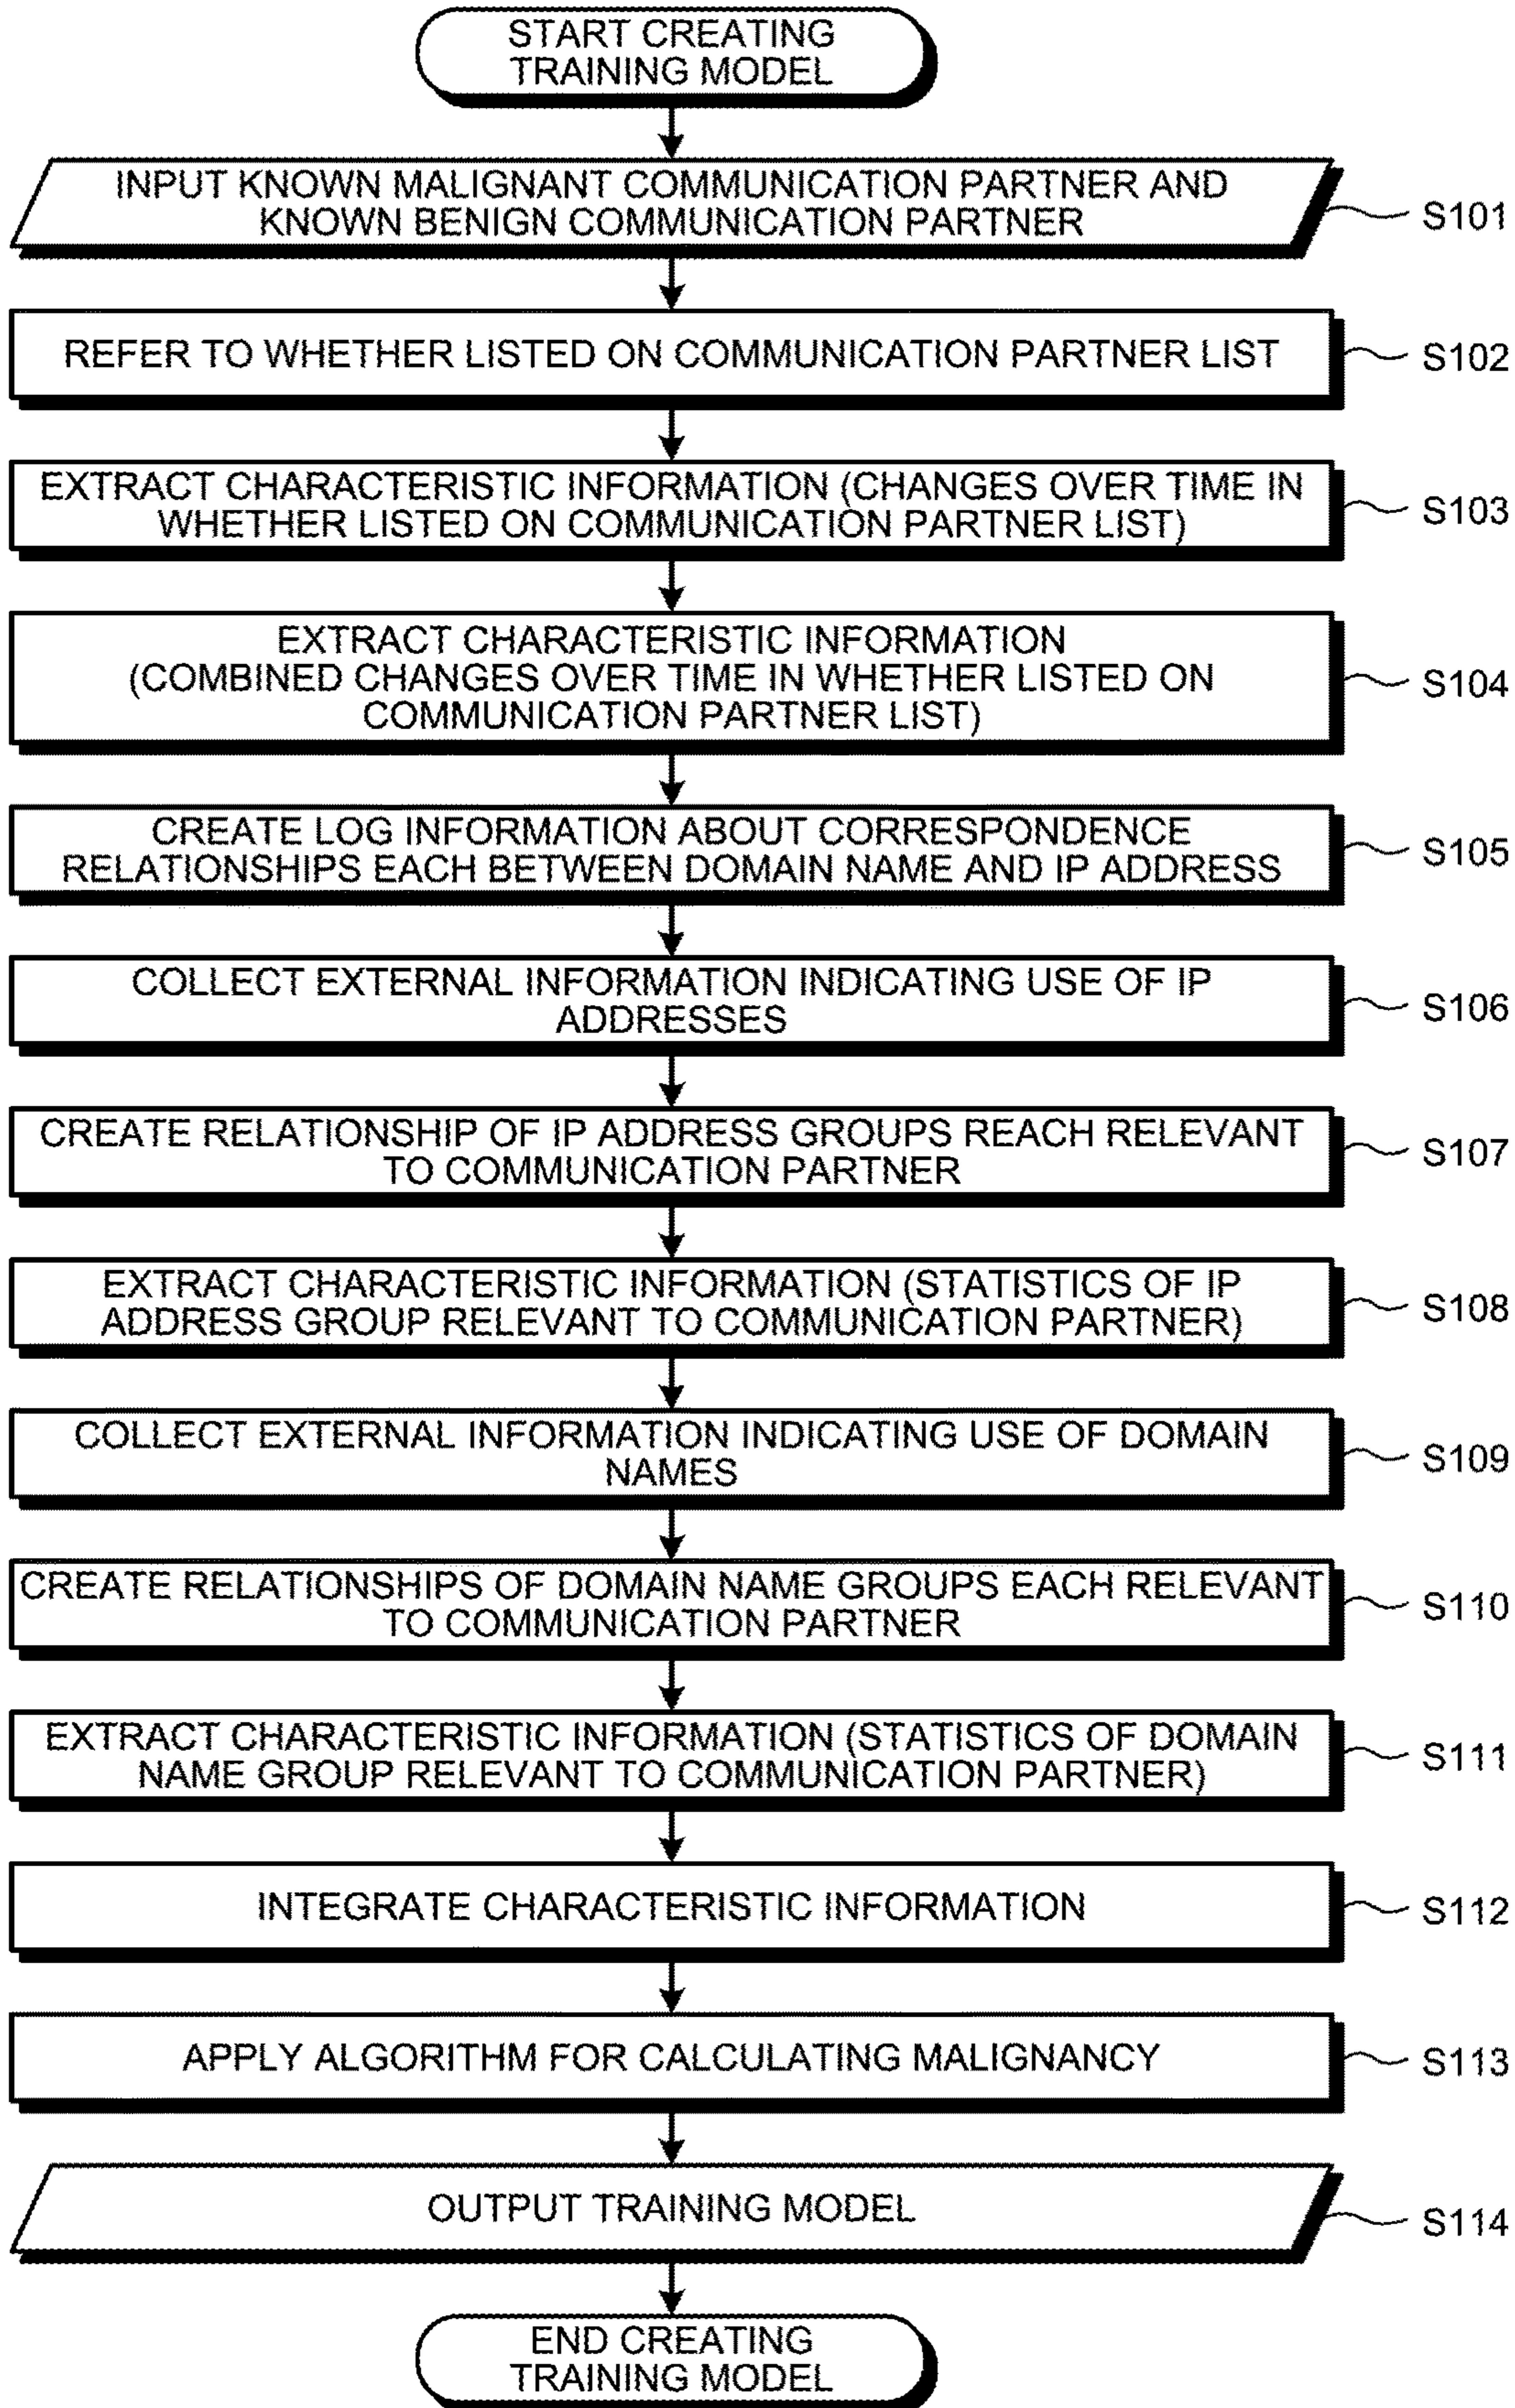 START CREATING
TRAINING MODEL
INPUT KNOWN MALIGNANT COMMUNICATION PARTNER AND
KNOWN BENIGN COMMUNICATION PARTNER
S101
REFER TO WHETHER LISTED ON COMMUNICATION PARTNER LIST
S102
EXTRACT CHARACTERISTIC INFORMATION (CHANGES OVER TIME IN
WHETHER LISTED ON COMMUNICATION PARTNER LIST)
S103
EXTRACT CHARACTERISTIC INFORMATION
(COMBINED CHANGES OVER TIME IN WHETHER LISTED ON
COMMUNICATION PARTNER LIST)
S104
CREATE LOG INFORMATION ABOUT CORRESPONDENCE
RELATIONSHIPS EACH BETWEEN DOMAIN NAME AND IP ADDRESS
S105
COLLECT EXTERNAL INFORMATION INDICATING USE OF IP
ADDRESSES
S106
CREATE RELATIONSHIP OF IP ADDRESS GROUPS REACH RELEVANT
TO COMMUNICATION PARTNER
S107
EXTRACT CHARACTERISTIC INFORMATION (STATISTICS OF IP
ADDRESS GROUP RELEVANT TO COMMUNICATION PARTNER)
S108
COLLECT EXTERNAL INFORMATION INDICATING USE OF DOMAIN
NAMES
S109
CREATE RELATIONSHIPS OF DOMAIN NAME GROUPS EACH RELEVANT
TO COMMUNICATION PARTNER
S110
EXTRACT CHARACTERISTIC INFORMATION (STATISTICS OF DOMAIN
NAME GROUP RELEVANT TO COMMUNICATION PARTNER)
S111
INTEGRATE CHARACTERISTIC INFORMATION
S112
APPLY ALGORITHM FOR CALCULATING MALIGNANCY
S113
OUTPUT TRAINING MODEL
S114
END CREATING
TRAINING MODEL